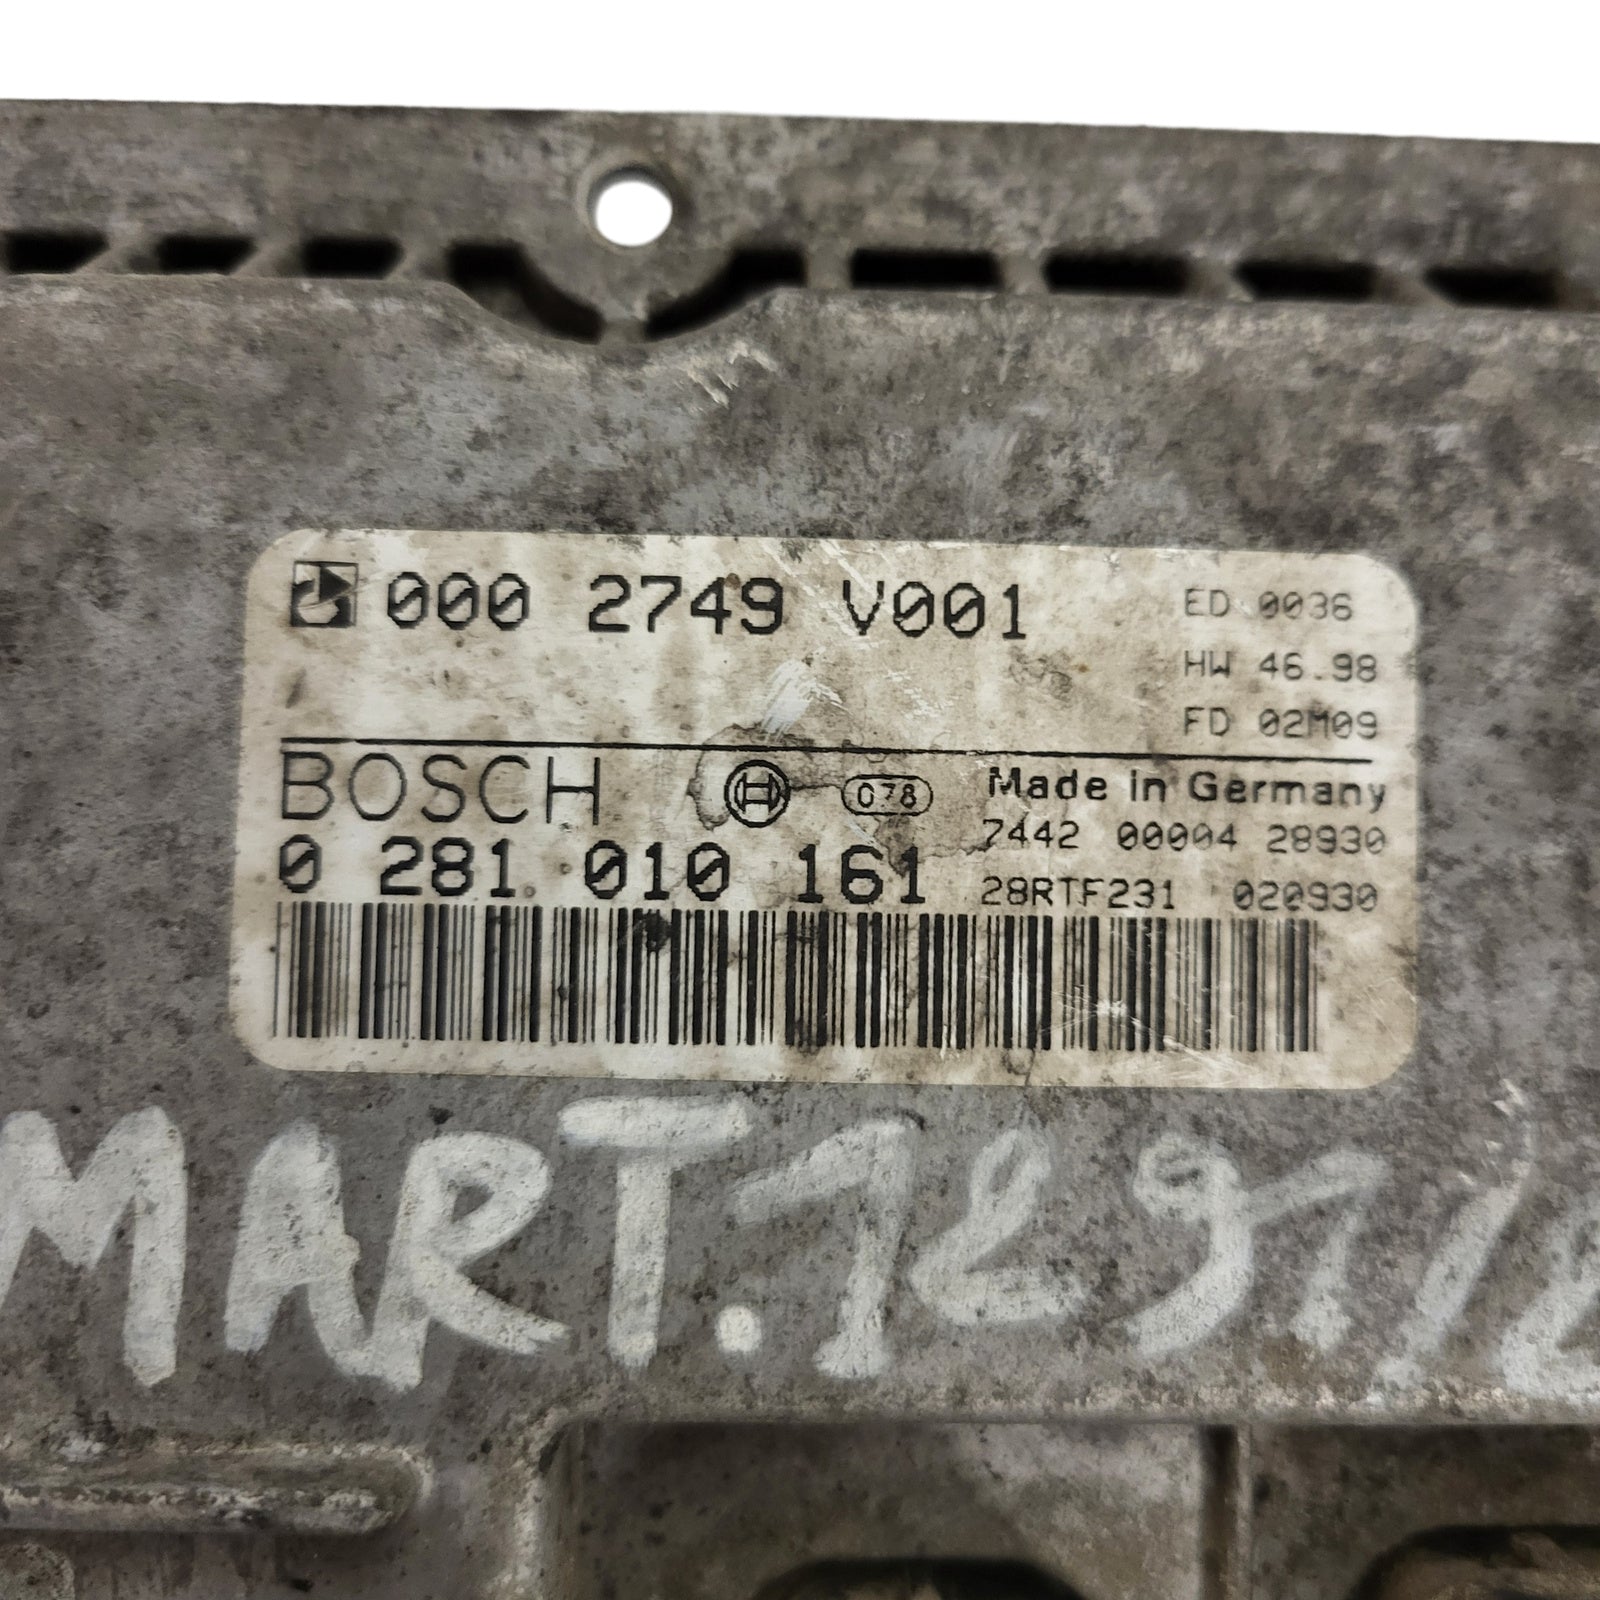 000 2749 V001
ED 0036
HW 46.98
FD 02M09
BOSCH
078
Made in Germany
7442 00004 28930
0 281 010 161
28RTF231 020930
MART.1291/